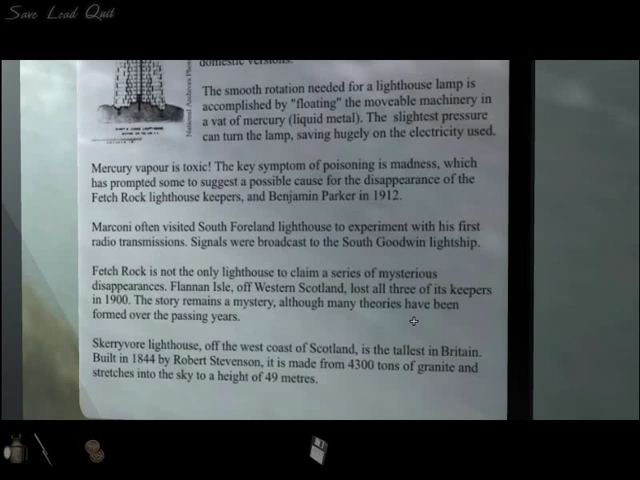 Save Load Quit
domestic versions.
The smooth rotation needed for a lighthouse lamp is
accomplished by "floating" the moveable machinery in
a vat of mercury (liquid metal). The slightest pressure
can turn the lamp, saving hugely on the electricity used.
National Archives
Mercury vapour is toxic! The key symptom of poisoning is madness, which
has prompted some to suggest a possible cause for the disappearance of the
Fetch Rock lighthouse keepers, and Benjamin Parker in 1912.
Marconi often visited South Foreland lighthouse to experiment with his first
radio transmissions. Signals were broadcast to the South Goodwin lightship.
Fetch Rock is not the only lighthouse to claim a series of mysterious
disappearances. Flannan Isle, off Western Scotland, lost all three of its keepers
in 1900. The story remains a mystery, although many theories have been
formed over the passing years.
Skerryvore lighthouse, off the west coast of Scotland, is the tallest in Britain.
Built in 1844 by Robert Stevenson, it is made from 4300 tons of granite and
stretches into the sky to a height of 49 metres.